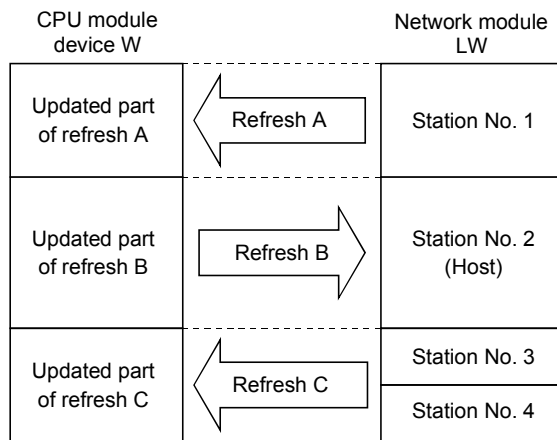 CPU module
device W
Network module
LW
Updated part
of refresh A
Refresh A
Station No. 1
Updated part
of refresh B
Refresh B
Station No. 2
(Host)
Updated part
of refresh C
Refresh C
Station No. 3
Station No. 4